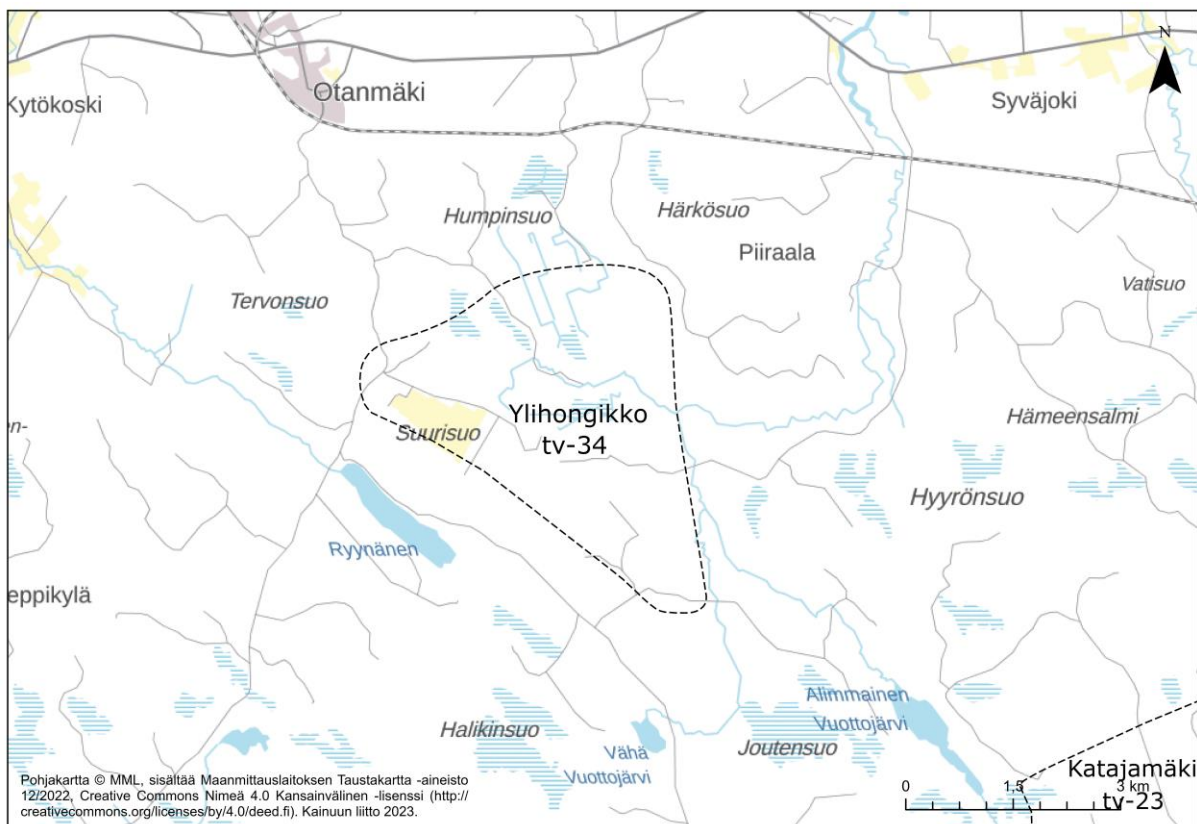 N
Otanmäki
Kytökoski
Syväjoki
Humpinsuo
Härkösuo
Piiraala
Tervonsuo
Vatisuo
Ylihongikko
tv-34
Hämeensalmi
en-
Suurisuo
Hyyrönsuo
Ryynänen
eppikylä
Alimmainen
Vuottojärvi
Halikinsuo
Vähä
Vuottojärvi
Joutensuo
Katajamäki
tv-23
0 1,5 3 km
Pohjakartta © MML, sisältää Maanmittauslaitoksen Taustakartta -aineisto
12/2022, Creative Commons Nimeä 4.0 Kansainvälinen -lisenssi (http://
creativecommons.org/licenses/by/4.0/deed.fi). Kainuun liitto 2023.